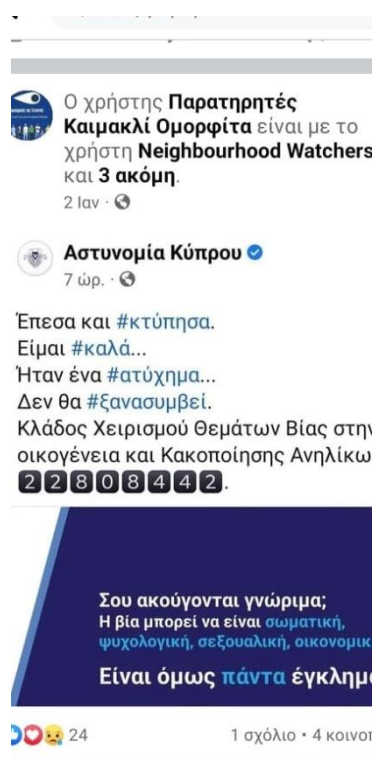 Ο χρήστης Παρατηρητές
Καιμακλί Ομορφίτα είναι με το
χρήστη Neighbourhood Watchers
και 3 ακόμη.
2 Ιαν ·
Αστυνομία Κύπρου
7 ώρ. ·
Έπεσα και #κτύπησα.
Είμαι #καλά...
Ήταν ένα #ατύχημα...
Δεν θα #ξανασυμβεί.
Κλάδος Χειρισμού Θεμάτων Βίας στην
οικογένεια και Κακοποίησης Ανηλίκω
22808442.
Σου ακούγονται γνώριμα;
Η βία μπορεί να είναι σωματική,
ψυχολογική, σεξουαλική, οικονομικ
Είναι όμως πάντα έγκλημ
24
1 σχόλιο • 4 κοινοπ